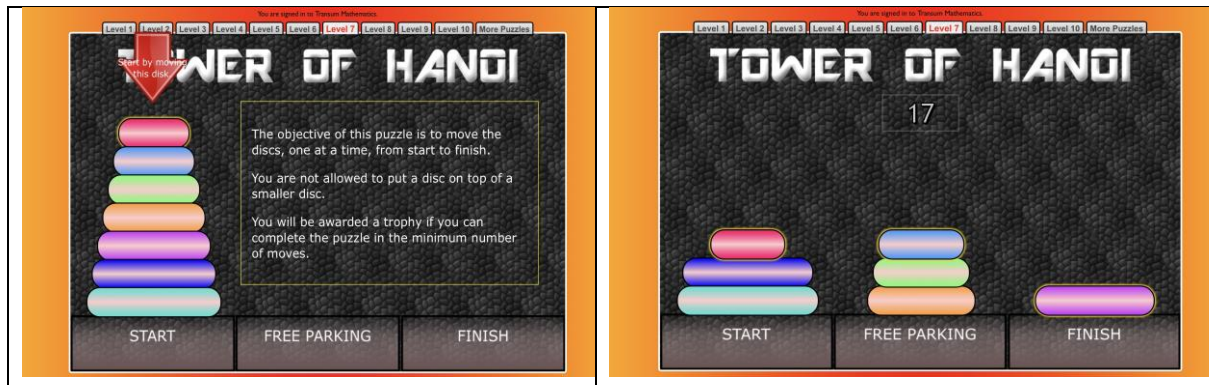 You are signed in to Transum Mathematics.
Level 1 Level 2 Level 3 Level 4 Level 5 Level 6 Level 7 Level 8 Level 9 Level 10 More Puzzles
TOWER OF HANOI
Start by moving
this disk.
The objective of this puzzle is to move the
discs, one at a time, from start to finish.
You are not allowed to put a disc on top of a
smaller disc.
You will be awarded a trophy if you can
complete the puzzle in the minimum number
of moves.
START FREE PARKING FINISH
You are signed in to Transum Mathematics.
Level 1 Level 2 Level 3 Level 4 Level 5 Level 6 Level 7 Level 8 Level 9 Level 10 More Puzzles
TOWER OF HANOI
17
START FREE PARKING FINISH